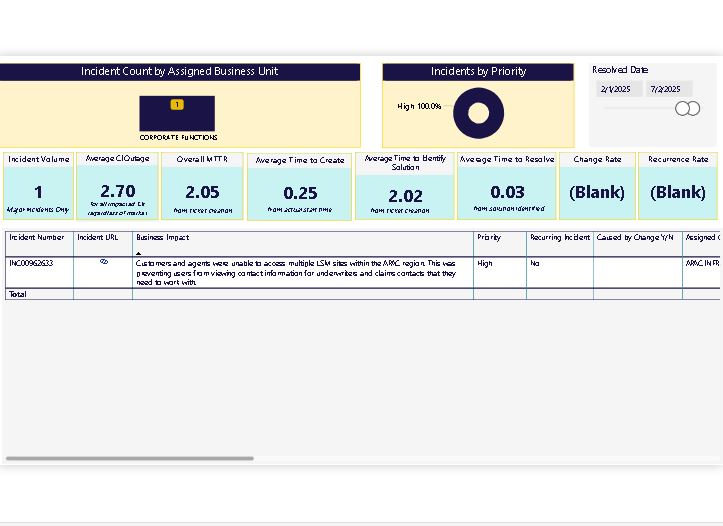 Incident Count by Assigned Business Unit
1
CORPORATE FUNCTIONS
Incidents by Priority
High 100.0%
Resolved Date
2/1/2025 7/2/2025
Incident Volume
1
Major Incidents Only
Average CI Outage
2.70
for all impacted CIs
regardless of market
Overall MTTR
2.05
from ticket creation
Average Time to Create
0.25
from actual start time
Average Time to Identify
Solution
2.02
from ticket creation
Average Time to Resolve
0.03
from solution identified
Change Rate
(Blank)
Recurrence Rate
(Blank)
Incident Number Incident URL Business Impact Priority Recurring Incident Caused by Change Y/N Assigned
INC00962633 Customers and agents were unable to access multiple LSM sites within the APAC region. This was High No APAC INFR
preventing users from viewing contact information for underwriters and claims contacts that they
need to work with.
Total